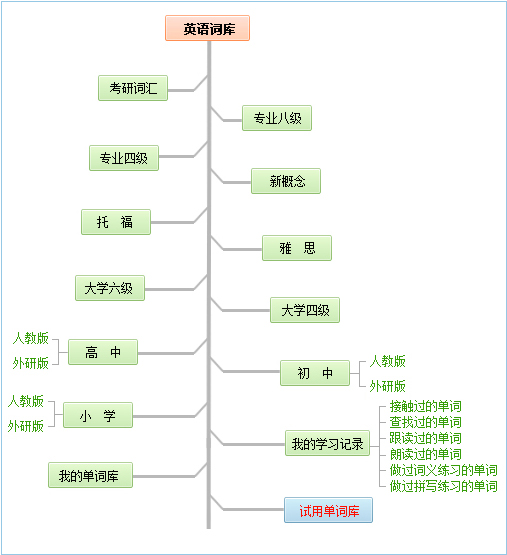 英语词库
考研词汇
专业八级
专业四级
新概念
托 福
雅 思
大学六级
大学四级
人教版
外研版
高 中
初 中
人教版
外研版
人教版
外研版
小 学
我的学习记录
接触过的单词
查找过的单词
跟读过的单词
朗读过的单词
做过词义练习的单词
做过拼写练习的单词
我的单词库
试用单词库